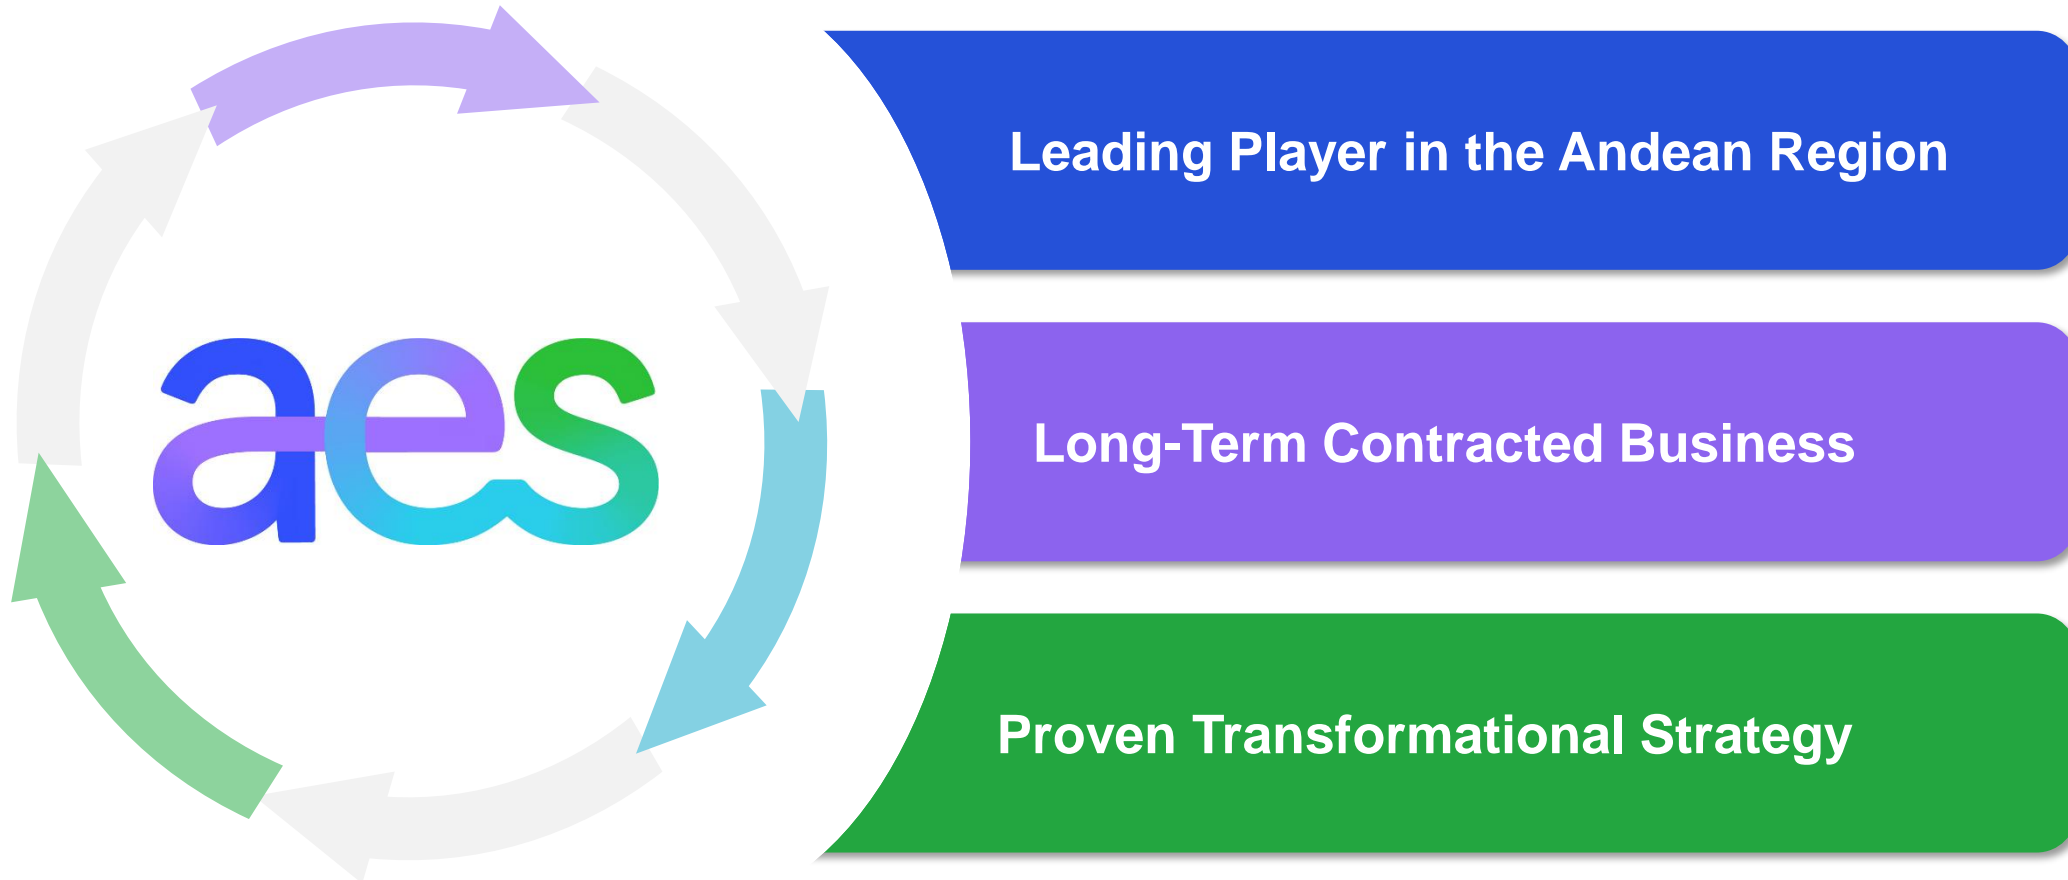 aes
Leading Player in the Andean Region
Long-Term Contracted Business
Proven Transformational Strategy